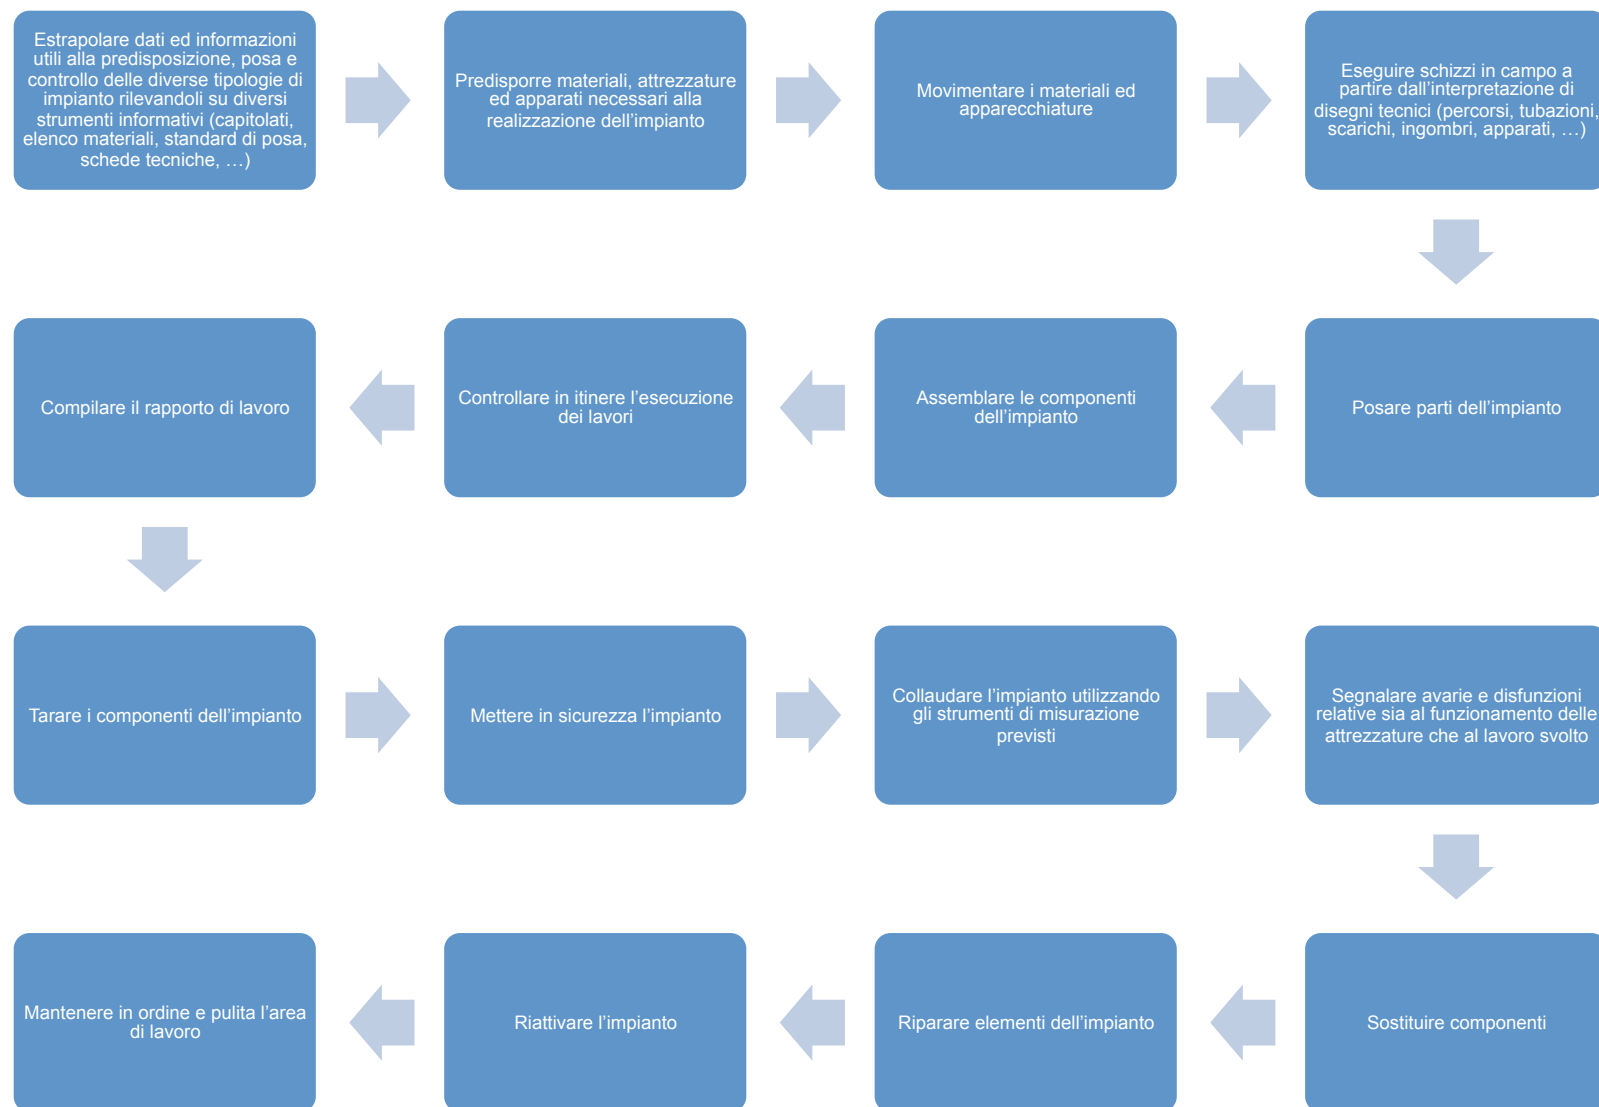 Estrapolare dati ed informazioni
utili alla predisposizione, posa e
controllo delle diverse tipologie di
impianto rilevandoli su diversi
strumenti informativi (capitolati,
elenco materiali, standard di posa,
schede tecniche, …)
Predisporre materiali, attrezzature
ed apparati necessari alla
realizzazione dell’impianto
Movimentare i materiali ed
apparecchiature
Eseguire schizzi in campo a
partire dall’interpretazione di
disegni tecnici (percorsi, tubazioni,
scarichi, ingombri, apparati, …)
Posare parti dell’impianto
Assemblare le componenti
dell’impianto
Controllare in itinere l’esecuzione
dei lavori
Compilare il rapporto di lavoro
Tarare i componenti dell’impianto
Mettere in sicurezza l’impianto
Collaudare l’impianto utilizzando
gli strumenti di misurazione
previsti
Segnalare avarie e disfunzioni
relative sia al funzionamento delle
attrezzature che al lavoro svolto
Sostituire componenti
Riparare elementi dell’impianto
Riattivare l’impianto
Mantenere in ordine e pulita l’area
di lavoro